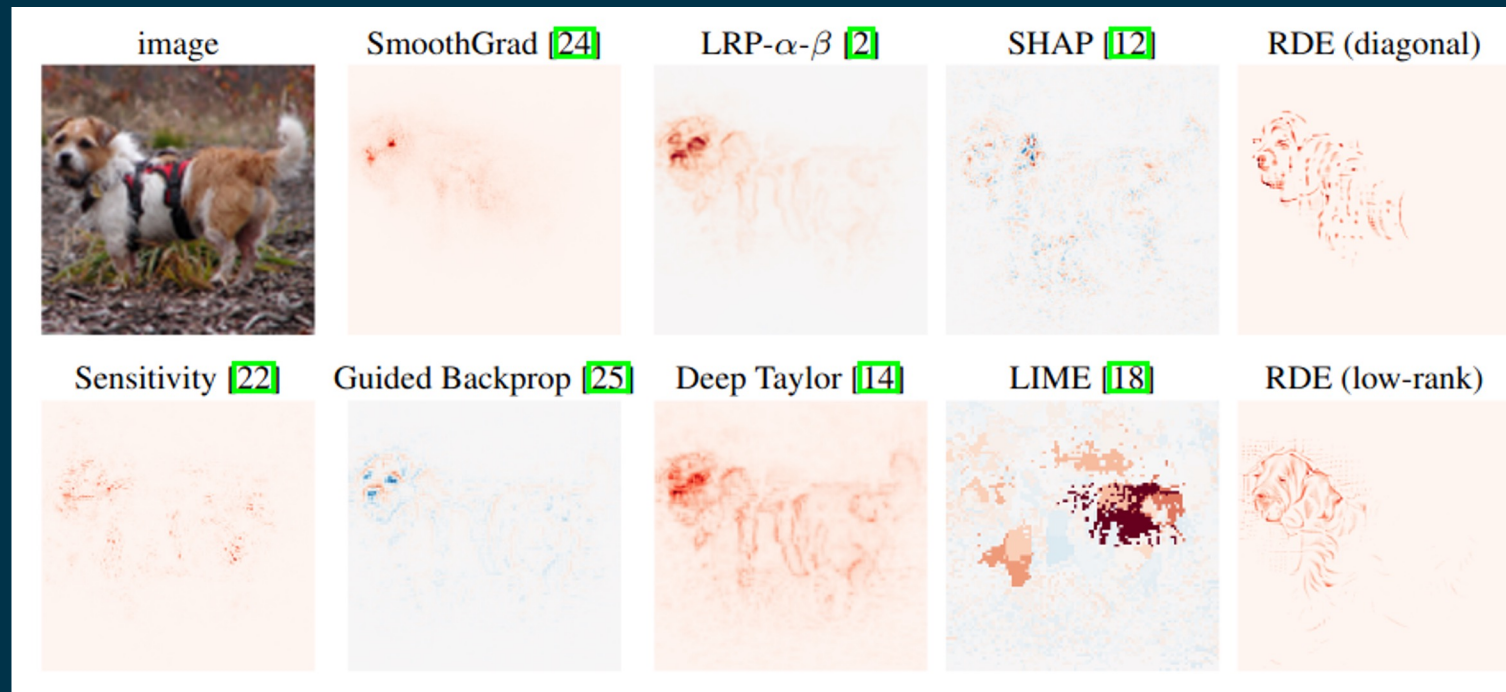 image SmoothGrad [24] LRP-α-β [2] SHAP [12] RDE (diagonal)
Sensitivity [22] Guided Backprop [25] Deep Taylor [14] LIME [18] RDE (low-rank)